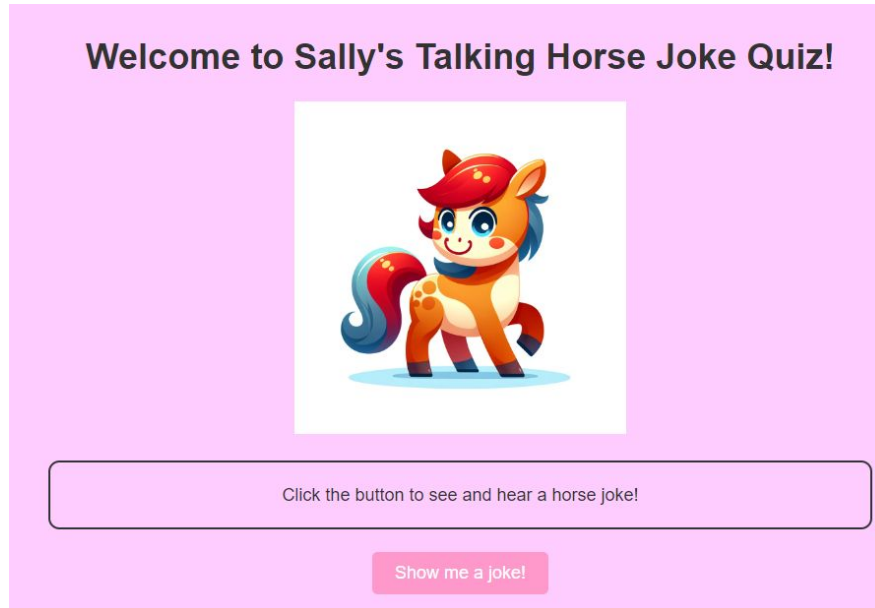 Welcome to Sally's Talking Horse Joke Quiz!
Click the button to see and hear a horse joke!
Show me a joke!